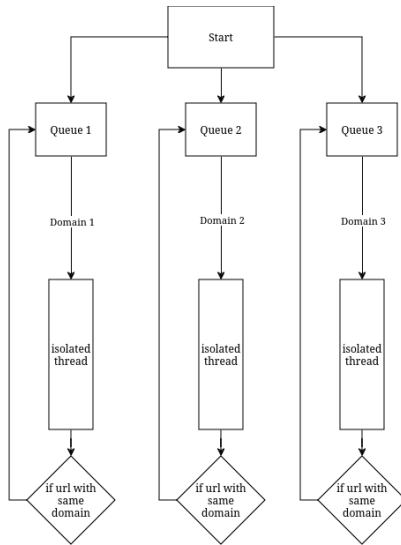 Start
Queue 1
Queue 2
Queue 3
Domain 1
Domain 2
Domain 3
isolated
thread
isolated
thread
isolated
thread
if url with
same
domain
if url with
same
domain
if url with
same
domain